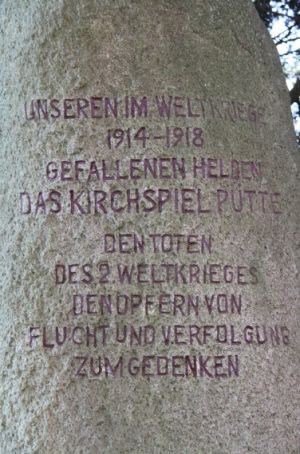 UNSEREN IM WELTKRIEGE
1914-1918
GEFALLENEN HELDEN
DAS KIRCHSPIEL PÜTTE
DEN TOTEN
DES 2. WELTKRIEGES
DEN OPFERN VON
FLUCHT UND VERFOLGUNG
ZUM GEDENKEN